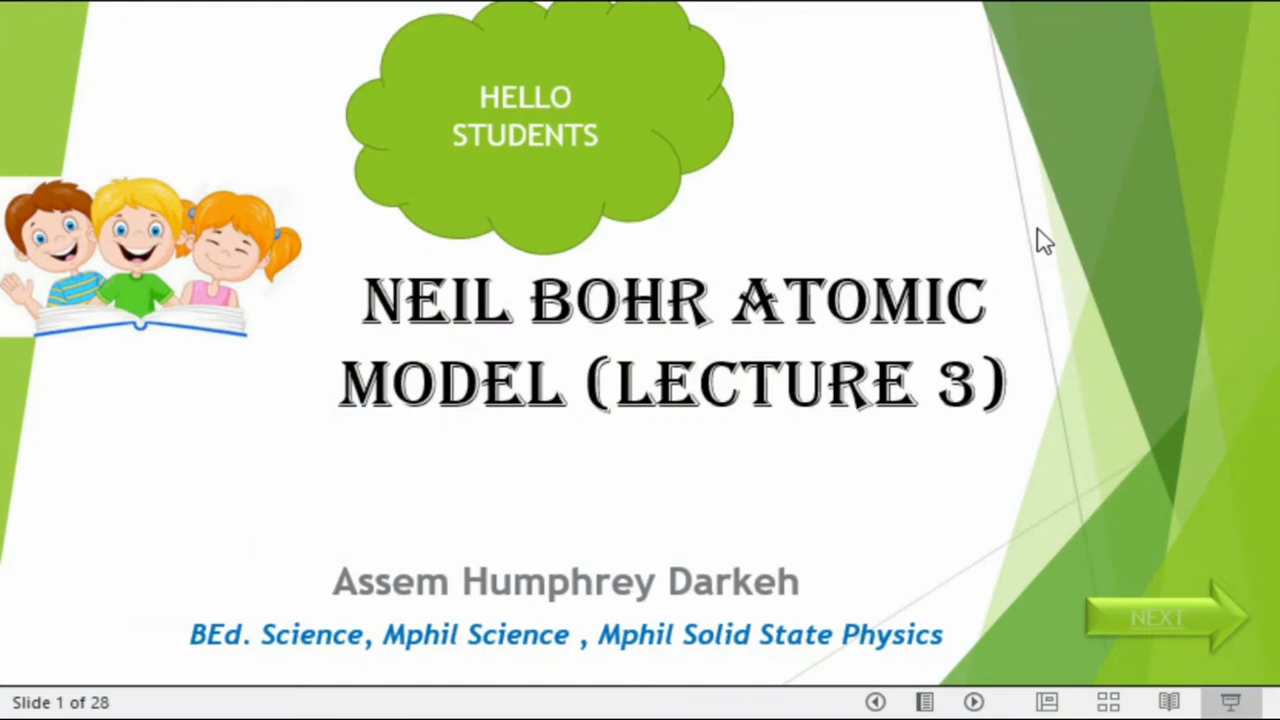 HELLO
STUDENTS
NEIL BOHR ATOMIC
MODEL (LECTURE 3)
Assem Humphrey Darkeh
BEd. Science, Mphil Science , Mphil Solid State Physics
NEXT
Slide 1 of 28